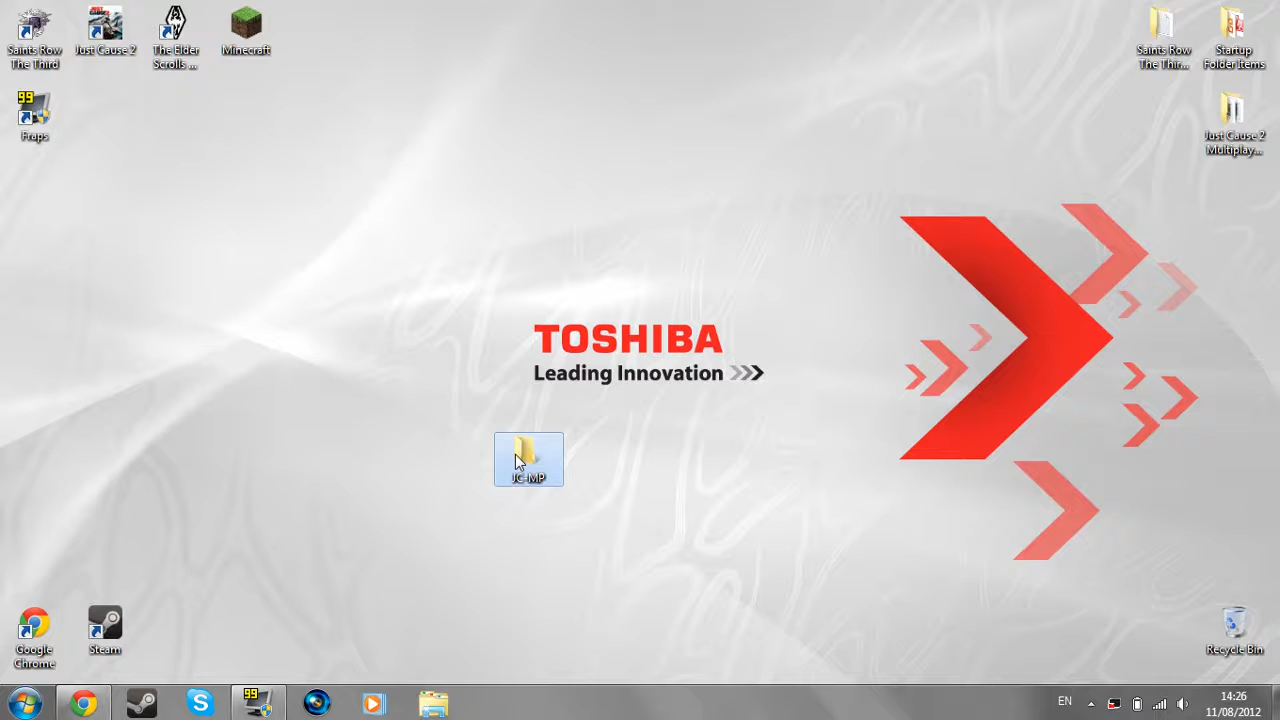 Saints Row
The Third
Just Cause 2
The Elder
Scrolls ...
Minecraft
Saints Row
The Thir...
Startup
Folder Items
99
Fraps
Just Cause 2
Multiplay...
TOSHIBA
Leading Innovation >>>
JC-MP
Google
Chrome
Steam
Recycle Bin
99
EN
14:26
11/08/2012